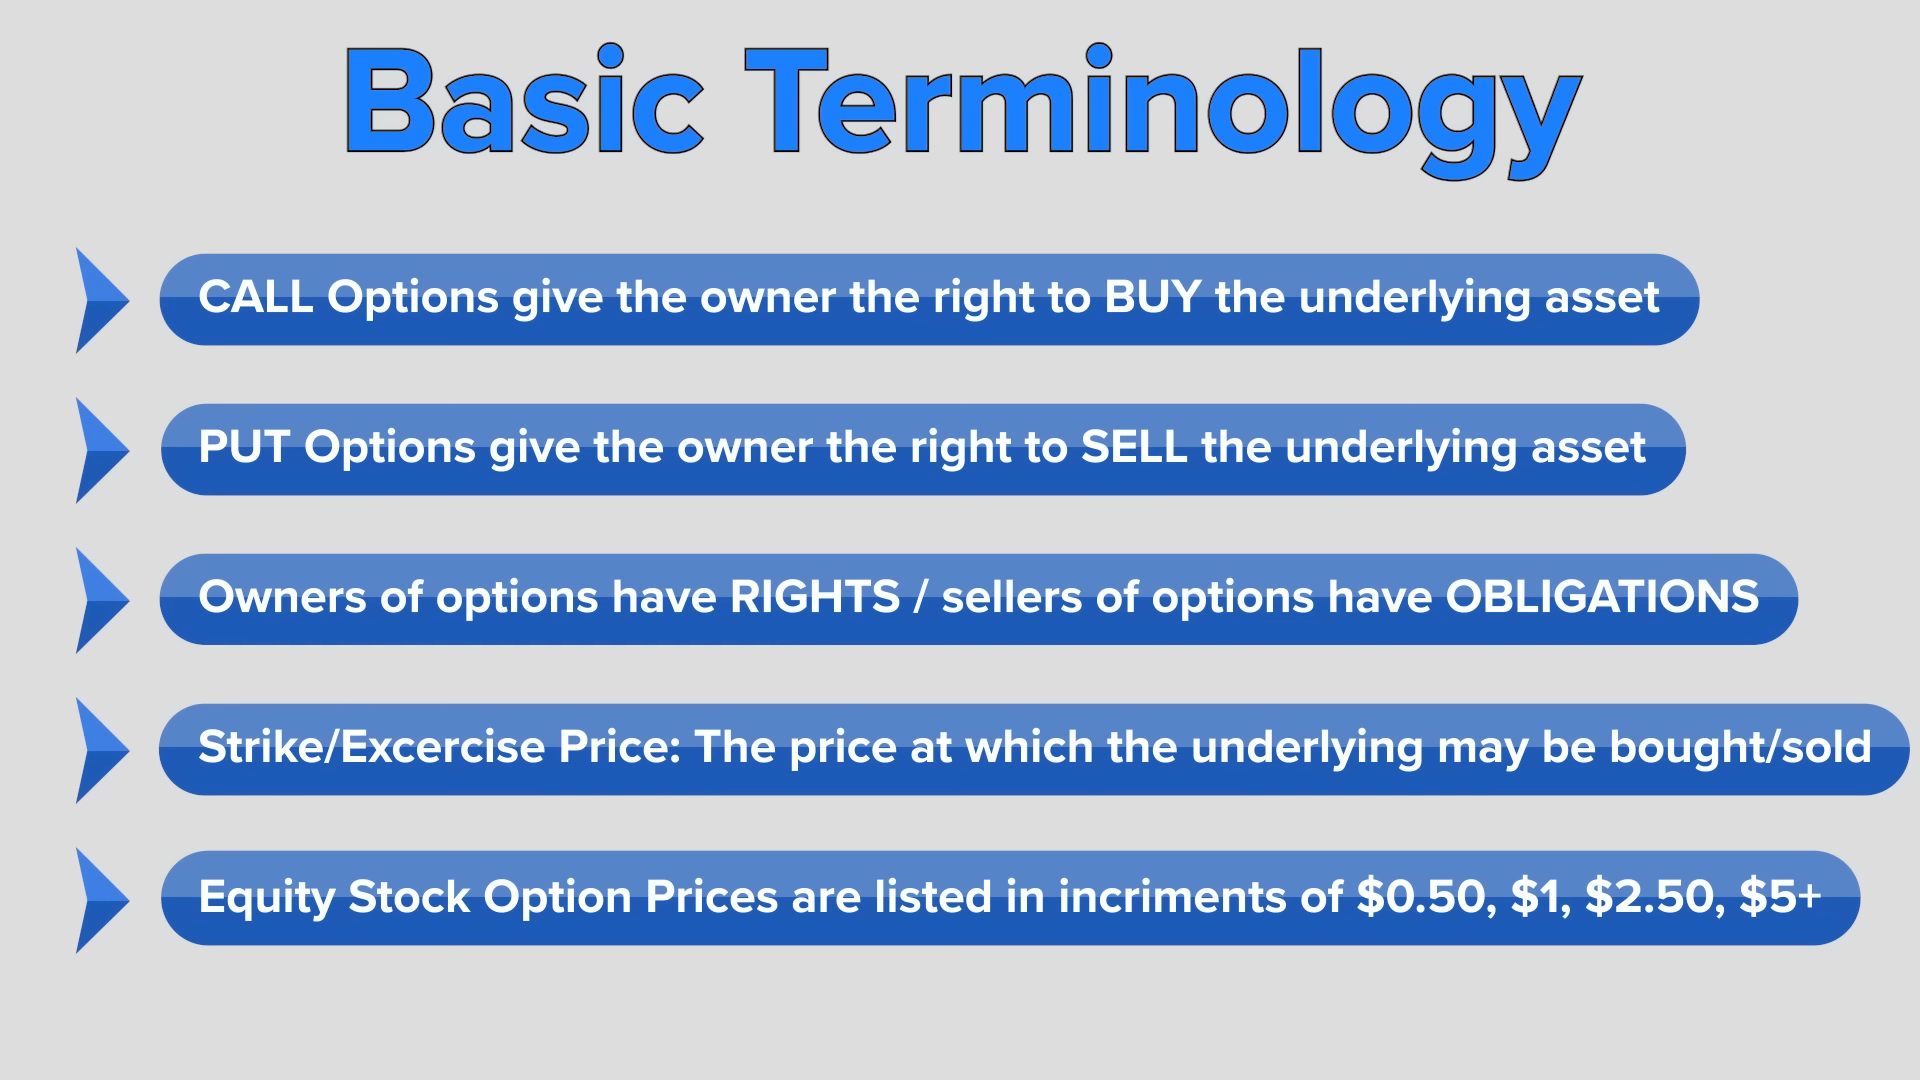 Basic Terminology
CALL Options give the owner the right to BUY the underlying asset
PUT Options give the owner the right to SELL the underlying asset
Owners of options have RIGHTS / sellers of options have OBLIGATIONS
Strike/Excercise Price: The price at which the underlying may be bought/sold
Equity Stock Option Prices are listed in incriments of $0.50, $1, $2.50, $5+